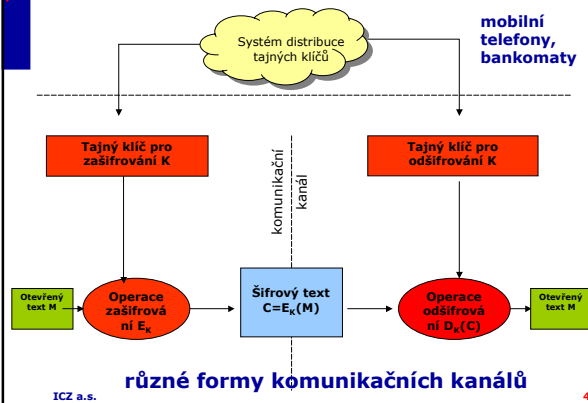 Systém distribuce
tajných klíčů
mobilní
telefony,
bankomaty
Tajný klíč pro
zašifrování K
komunikační
kanál
Tajný klíč pro
odšifrování K
Otevřený
text M
Operace
zašifrová
ní EK
Šifrový text
C=EK(M)
Operace
odšifrová
ní DK(C)
Otevřený
text M
různé formy komunikačních kanálů
ICZ a.s.